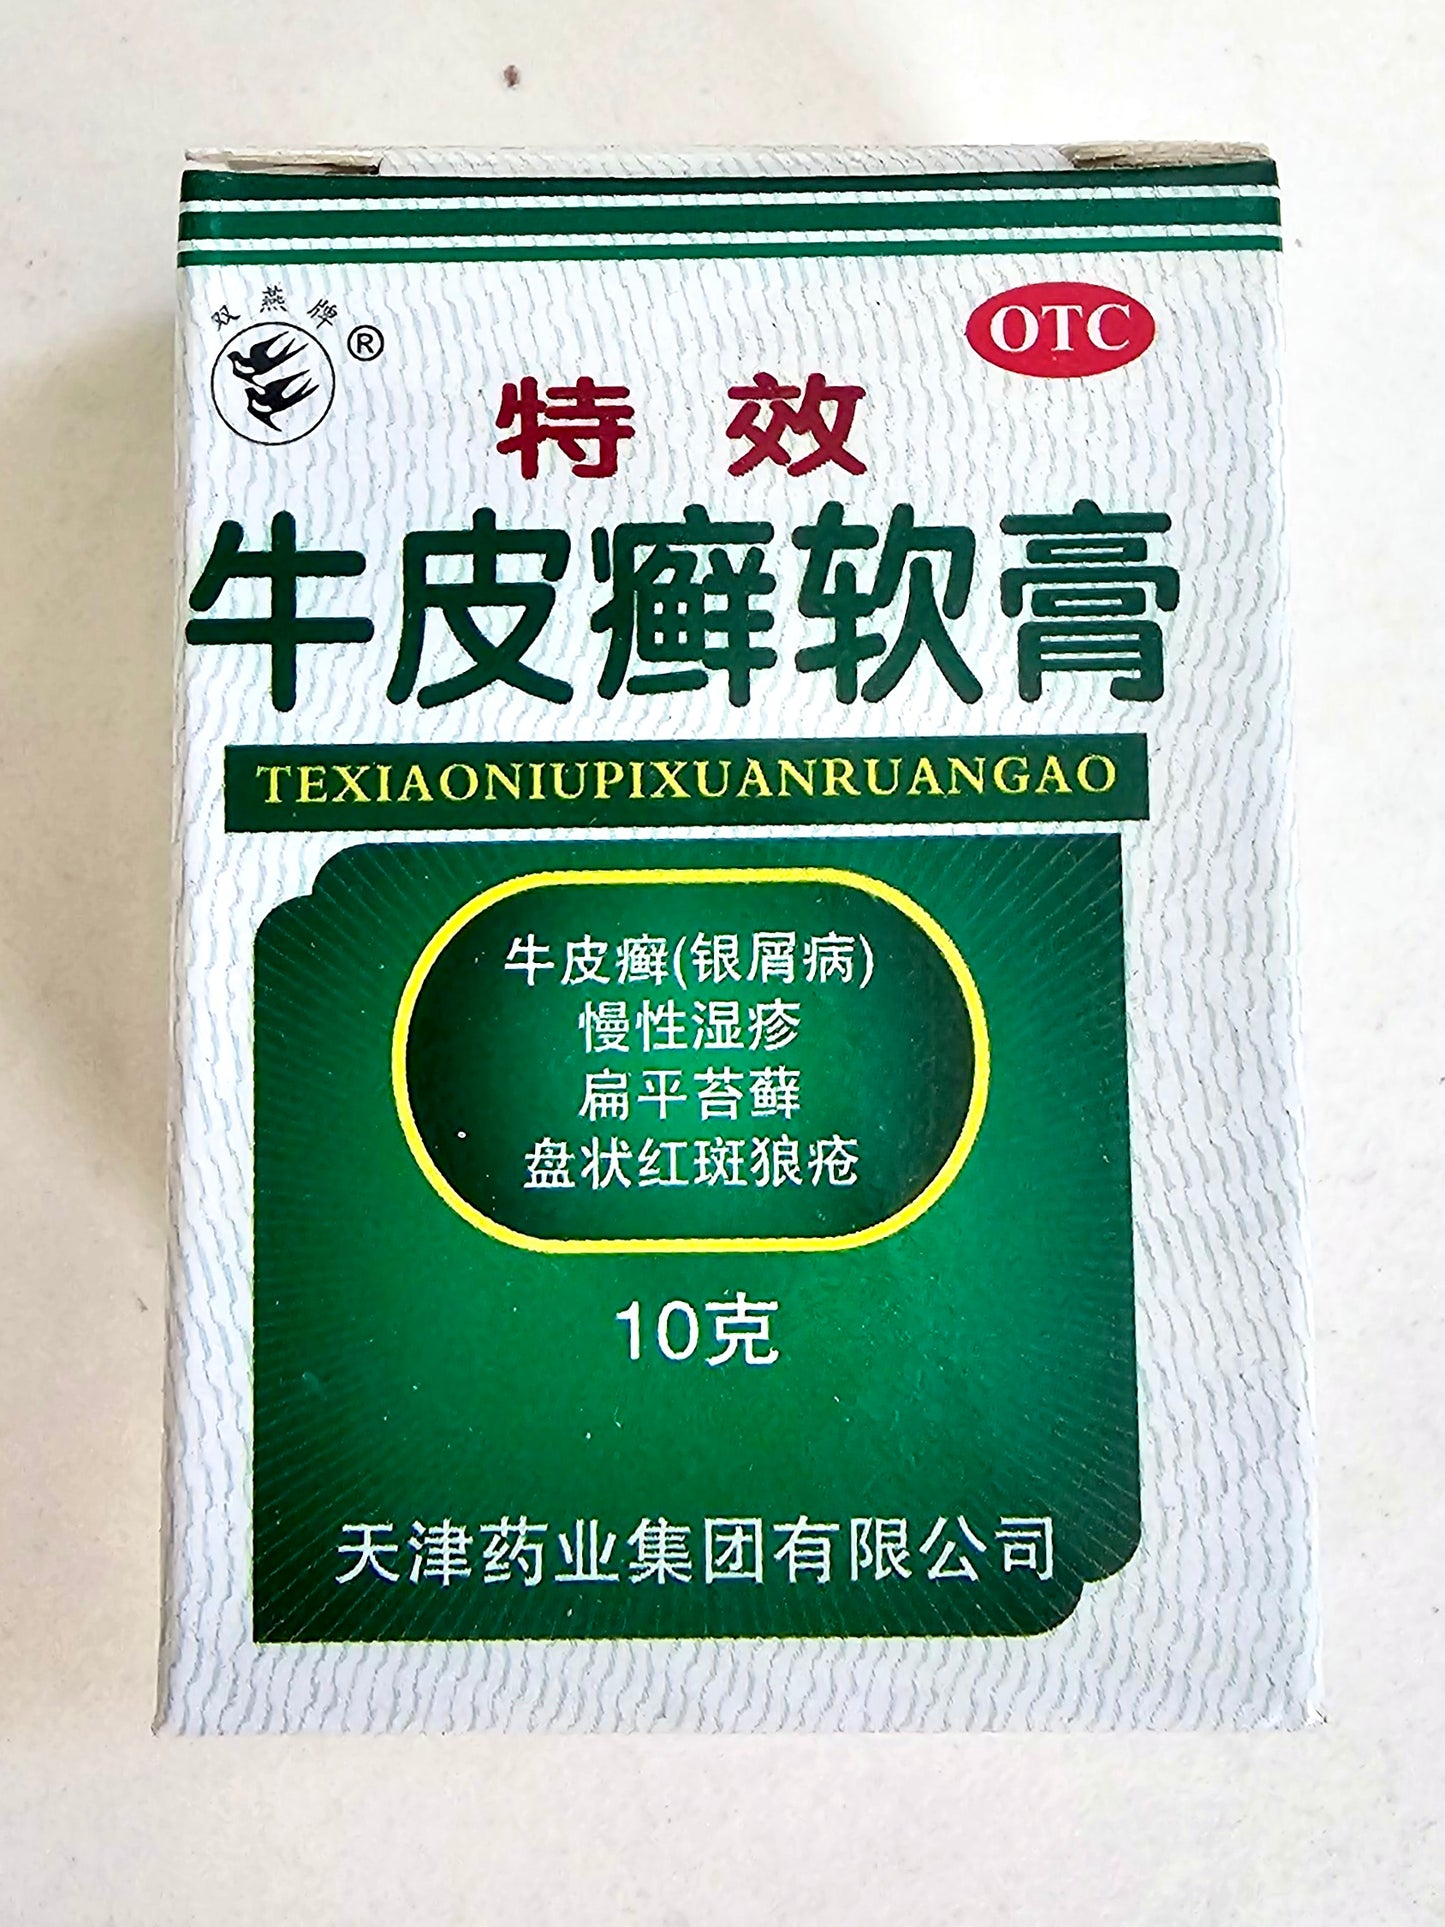 双燕牌
®
OTC
特效
牛皮癣软膏
TEXIAONIUPIXUANRUANGAO
牛皮癣(银屑病)
慢性湿疹
扁平苔藓
盘状红斑狼疮
10克
天津药业集团有限公司